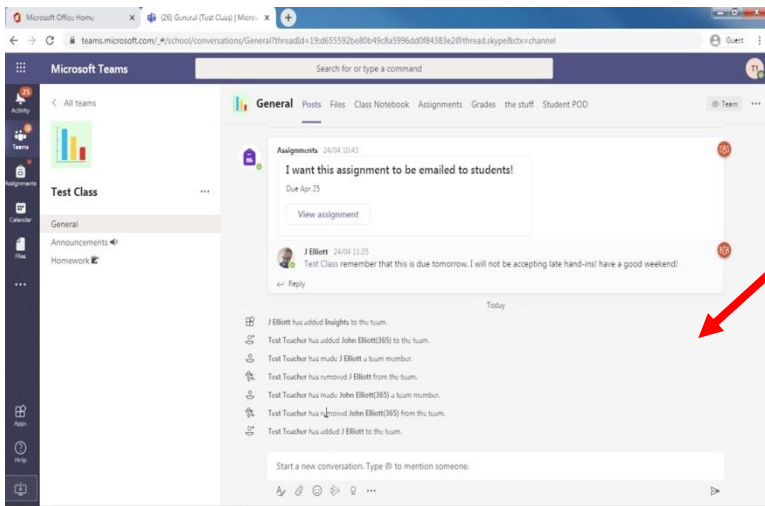 Microsoft Office Home
(26) General (Test Class) | Micros
teams.microsoft.com/_#/school/conversations/General?threadId=19:d655592be80b49c8a5996dd0f84383e2@thread.skype&ctx=channel
Guest
Microsoft Teams
Search for or type a command
T1
25
Activity
Teams
Assignments
Calendar
Files
Apps
Help
All teams
Test Class
General
Announcements
Homework
General Posts Files Class Notebook Assignments Grades the stuff Student POD
Team
Assignments 24/04 10:43
I want this assignment to be emailed to students!
Due Apr 25
View assignment
J Elliott 24/04 11:35
Test Class remember that this is due tomorrow. I will not be accepting late hand-ins! have a good weekend!
Reply
Today
J Elliott has added Insights to the team.
Test Teacher has added John Elliott(365) to the team.
Test Teacher has made J Elliott a team member.
Test Teacher has removed J Elliott from the team.
Test Teacher has made John Elliott(365) a team member.
Test Teacher has removed John Elliott(365) from the team.
Test Teacher has added J Elliott to the team.
Start a new conversation. Type @ to mention someone.